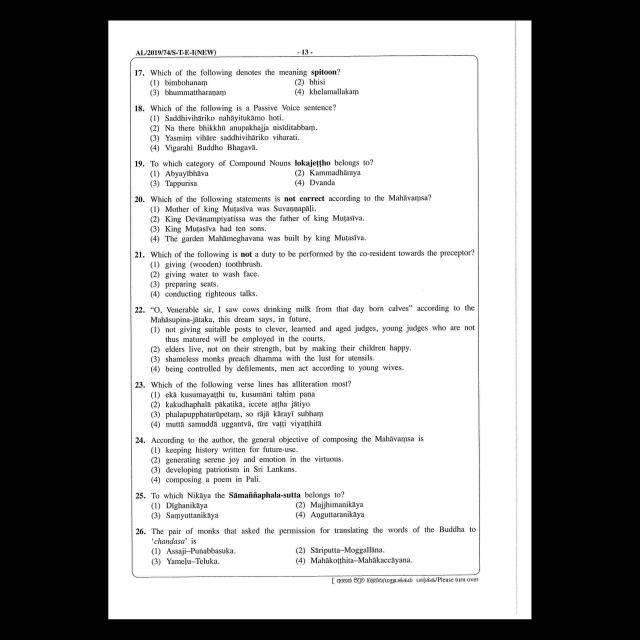 AL/2019/74/S-T-E-I(NEW) - 13 -
17. Which of the following denotes the meaning spitoon?
(1) bimbohanaṃ (2) bhisi
(3) bhummattharaṇaṃ (4) khelamallakaṃ
18. Which of the following is a Passive Voice sentence?
(1) Saddhivihāriko nahāyitukāmo hoti.
(2) Na there bhikkhū anupakhajja nisīditabbaṃ.
(3) Yasmiṃ vihāre saddhivihāriko viharati.
(4) Vigarahi Buddho Bhagavā.
19. To which category of Compound Nouns lokajeṭṭho belongs to?
(1) Abyayībhāva (2) Kammadhāraya
(3) Tappurisa (4) Dvanda
20. Which of the following statements is not correct according to the Mahāvaṃsa?
(1) Mother of king Muṭasīva was Suvaṇṇapāḷi.
(2) King Devānampiyatissa was the father of king Muṭasīva.
(3) King Muṭasīva had ten sons.
(4) The garden Mahāmeghavana was built by king Muṭasīva.
21. Which of the following is not a duty to be performed by the co-resident towards the preceptor?
(1) giving (wooden) toothbrush.
(2) giving water to wash face.
(3) preparing seats.
(4) conducting righteous talks.
22. “O, Venerable sir, I saw cows drinking milk from that day born calves” according to the
Mahāsupina-jātaka, this dream says, in future,
(1) not giving suitable posts to clever, learned and aged judges, young judges who are not
thus matured will be employed in the courts.
(2) elders live, not on their strength, but by making their children happy.
(3) shameless monks preach dhamma with the lust for utensils.
(4) being controlled by defilements, men act according to young wives.
23. Which of the following verse lines has alliteration most?
(1) ekā kusumayaṭṭhi tu, kusumāni tahiṃ pana
(2) kakudhaphalā pākatikā, iccete aṭṭha jātiyo
(3) phalapupphatarūpetaṃ, so rājā kārayī subhaṃ
(4) muttā samuddā uggantvā, tīre vaṭṭi viyaṭṭhitā
24. According to the author, the general objective of composing the Mahāvaṃsa is
(1) keeping history written for future-use.
(2) generating serene joy and emotion in the virtuous.
(3) developing patriotism in Sri Lankans.
(4) composing a poem in Pali.
25. To which Nikāya the Sāmaññaphala-sutta belongs to?
(1) Dīghanikāya (2) Majjhimanikāya
(3) Saṃyuttanikāya (4) Aṅguttaranikāya
26. The pair of monks that asked the permission for translating the words of the Buddha to
‘chandasa’ is
(1) Assaji–Punabbasuka. (2) Sāriputta–Moggallāna.
(3) Yameḷu–Teluka. (4) Mahākoṭṭhita–Mahākaccāyana.
/Please turn over